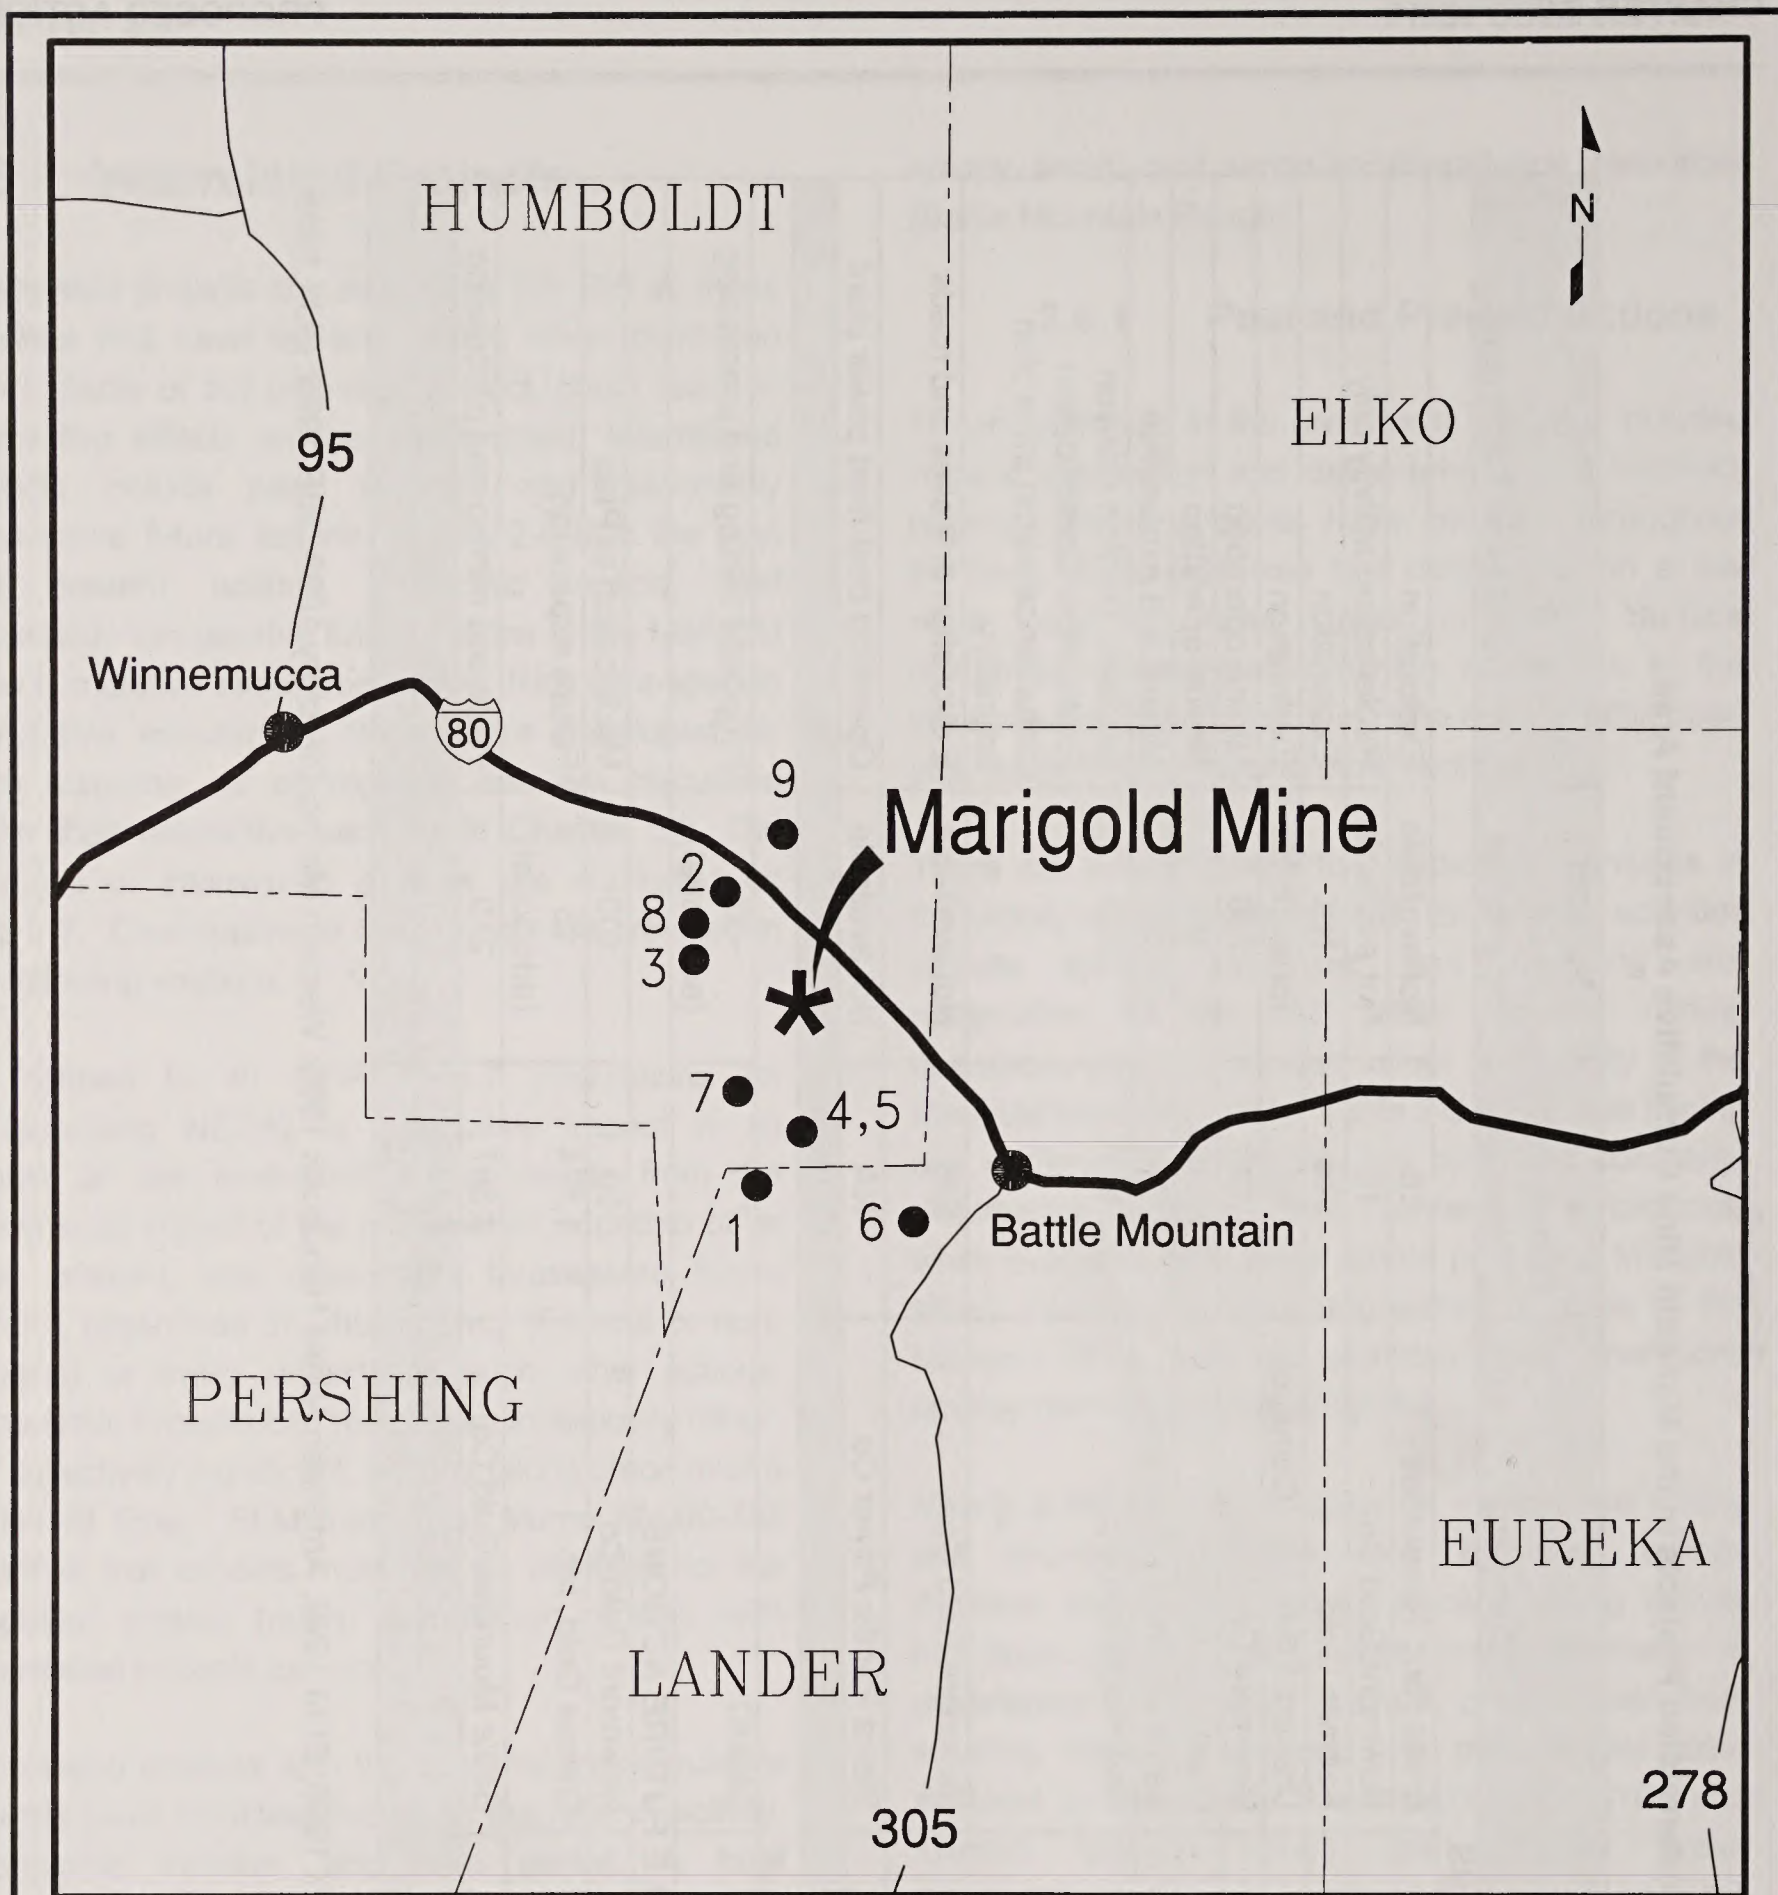 HUMBOLDT
N
ELKO
95
Winnemucca
80
9
Marigold Mine
2
8
3
7
4,5
1
6
Battle Mountain
PERSHING
EUREKA
LANDER
278
305